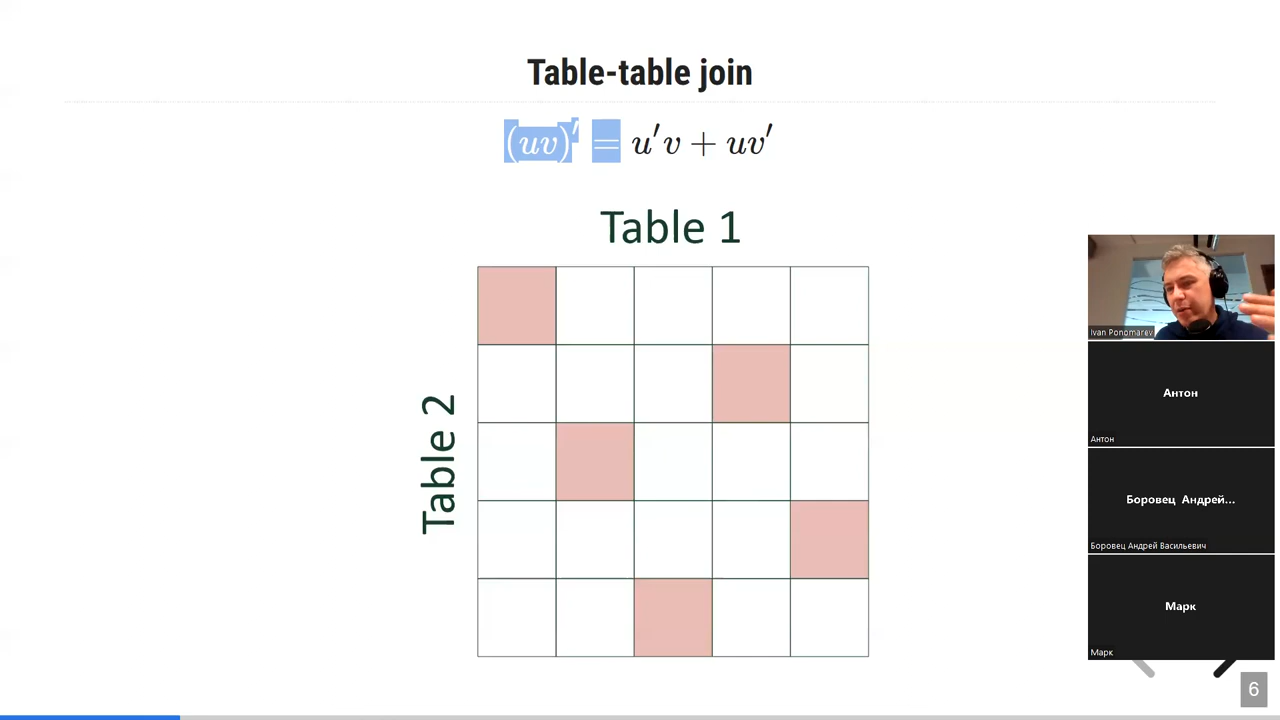 Table-table join
(uv)′ = u′v + uv′
Table 1
Table 2
Ivan Ponomarev
Антон
Антон
Боровец Андрей...
Боровец Андрей Васильевич
Марк
Марк
6